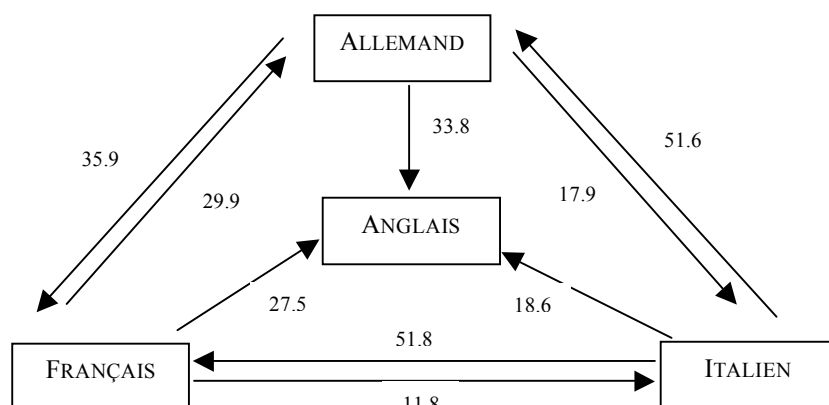 ALLEMAND
33.8
35.9
51.6
29.9
17.9
ANGLAIS
27.5
18.6
51.8
FRANÇAIS
ITALIEN
11.8